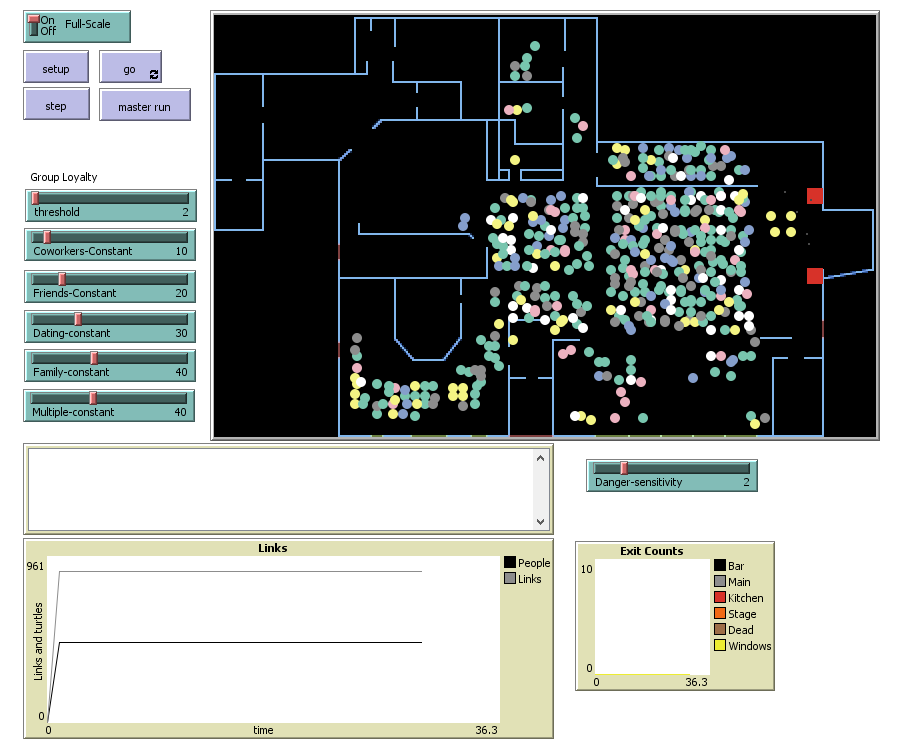 On
Off
Full-Scale
setup
go
step
master run
Group Loyalty
threshold 2
Coworkers-Constant 10
Friends-Constant 20
Dating-constant 30
Family-constant 40
Multiple-constant 40
Danger-sensitivity 2
Links
961
Links and turtles
0
0
time
36.3
People
Links
Exit Counts
10
0
0
36.3
Bar
Main
Kitchen
Stage
Dead
Windows